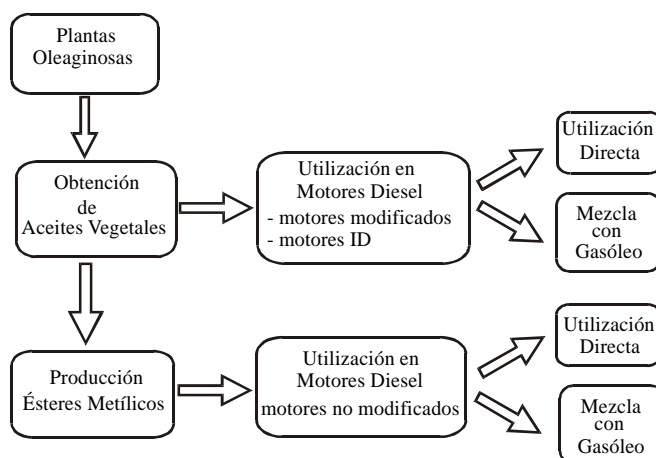 Plantas
Oleaginosas
Obtención
de
Aceites Vegetales
Utilización en
Motores Diesel
- motores modificados
- motores ID
Utilización
Directa
Mezcla
con
Gasóleo
Producción
Ésteres Metílicos
Utilización en
Motores Diesel
motores no modificados
Utilización
Directa
Mezcla
con
Gasóleo